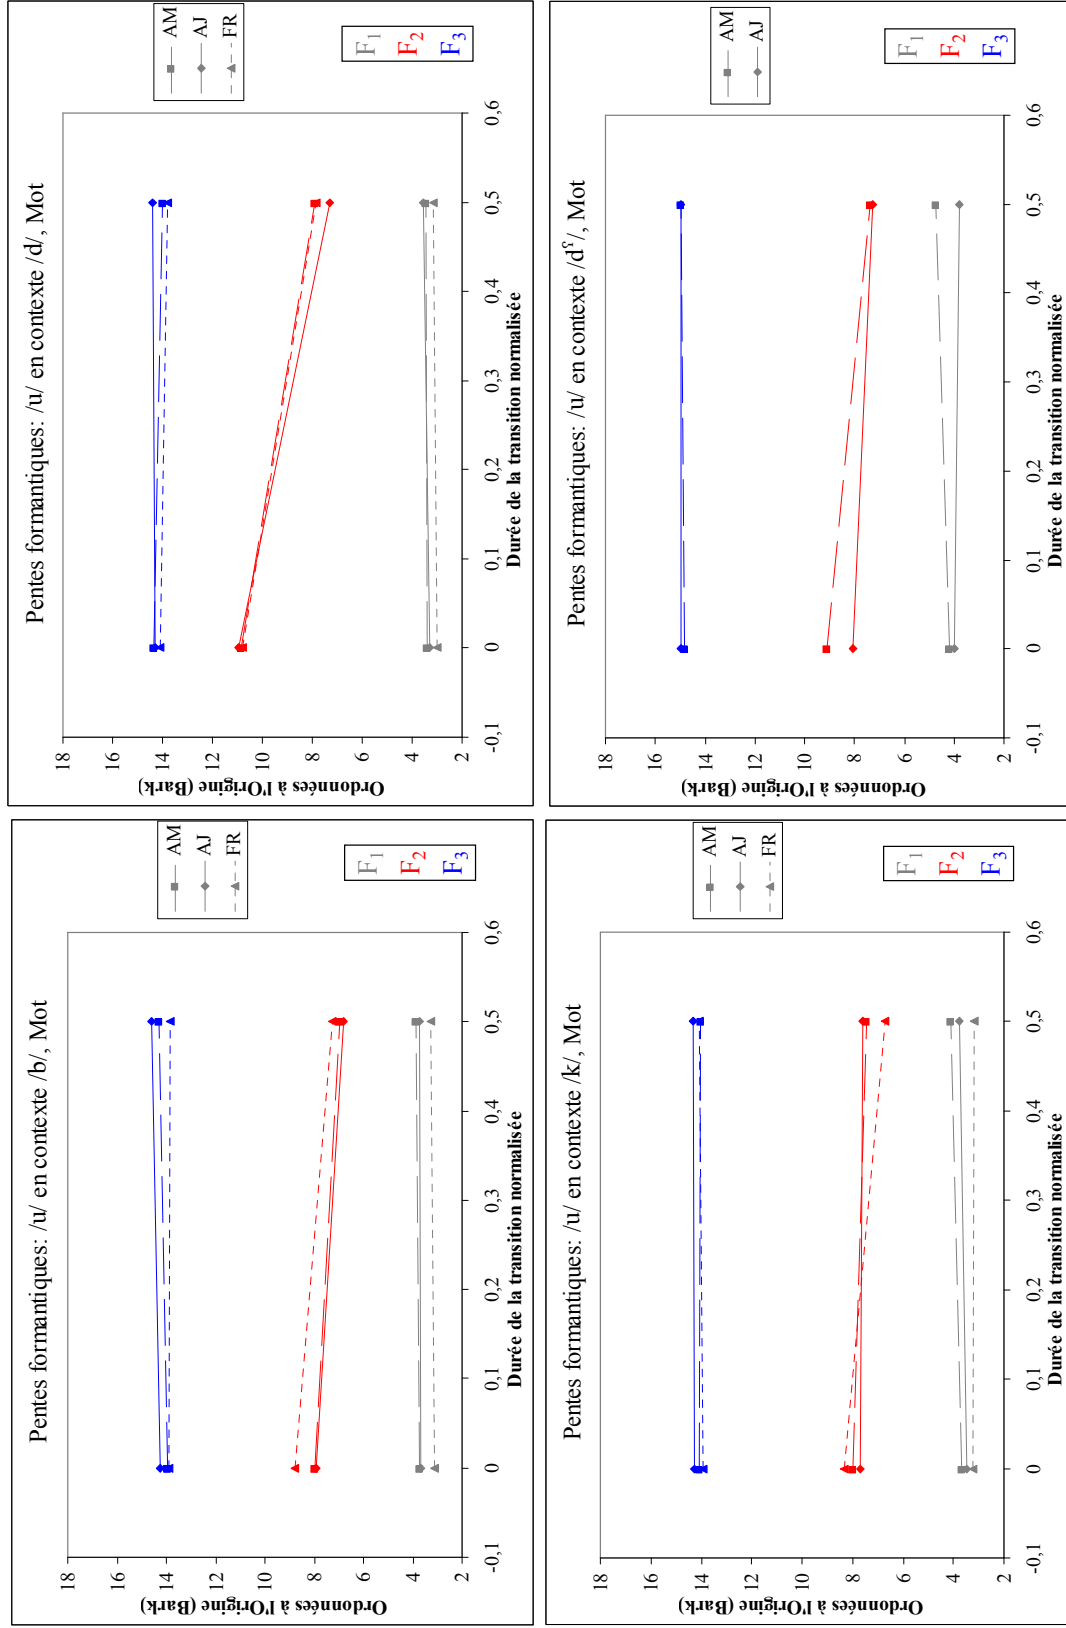 Pentes formantiques: /u/ en contexte /b/, Mot
Ordonnées à l'Origine (Bark)
18
16
14
12
10
8
6
4
2
-0,1
0
0,1
0,2
0,3
0,4
0,5
0,6
Durée de la transition normalisée
AM
AJ
FR
F₁
F₂
F₃
Pentes formantiques: /u/ en contexte /d/, Mot
Ordonnées à l'Origine (Bark)
18
16
14
12
10
8
6
4
2
-0,1
0
0,1
0,2
0,3
0,4
0,5
0,6
Durée de la transition normalisée
AM
AJ
FR
F₁
F₂
F₃
Pentes formantiques: /u/ en contexte /k/, Mot
Ordonnées à l'Origine (Bark)
18
16
14
12
10
8
6
4
2
-0,1
0
0,1
0,2
0,3
0,4
0,5
0,6
Durée de la transition normalisée
AM
AJ
FR
F₁
F₂
F₃
Pentes formantiques: /u/ en contexte /dˤ/, Mot
Ordonnées à l'Origine (Bark)
18
16
14
12
10
8
6
4
2
-0,1
0
0,1
0,2
0,3
0,4
0,5
0,6
Durée de la transition normalisée
AM
AJ
F₁
F₂
F₃